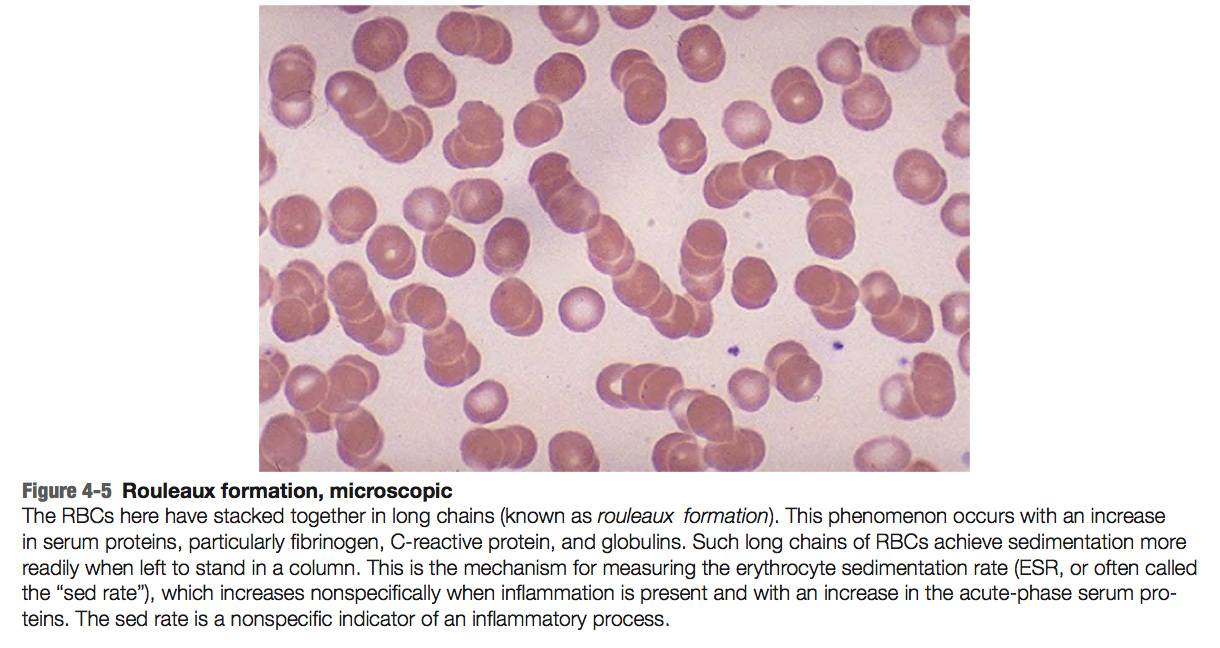 Figure 4-5 Rouleaux formation, microscopic
The RBCs here have stacked together in long chains (known as rouleaux formation). This phenomenon occurs with an increase
in serum proteins, particularly fibrinogen, C-reactive protein, and globulins. Such long chains of RBCs achieve sedimentation more
readily when left to stand in a column. This is the mechanism for measuring the erythrocyte sedimentation rate (ESR, or often called
the “sed rate”), which increases nonspecifically when inflammation is present and with an increase in the acute-phase serum pro-
teins. The sed rate is a nonspecific indicator of an inflammatory process.